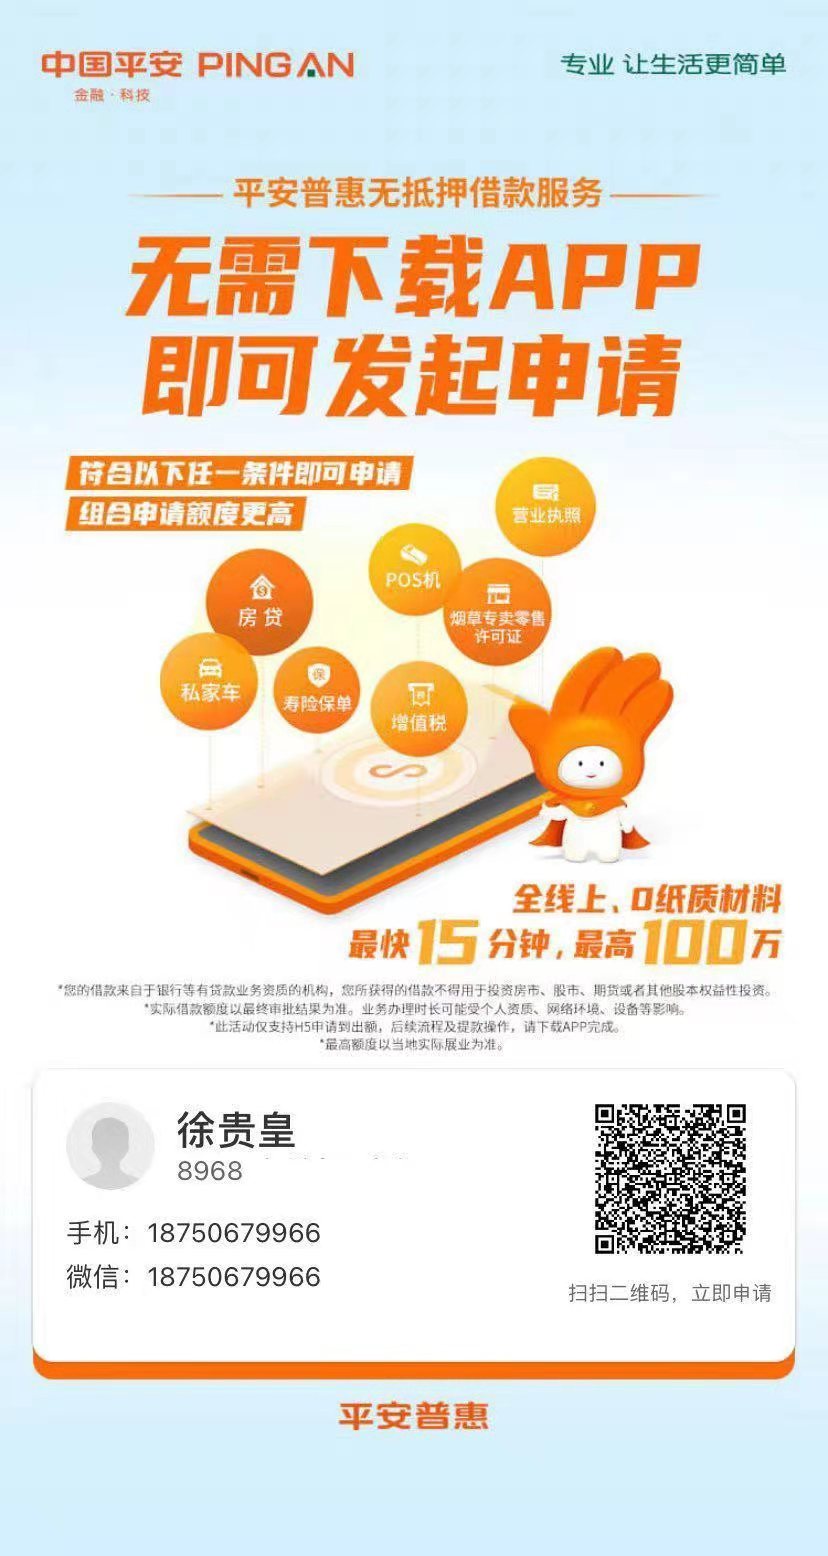 中国平安 PING AN
金融·科技
专业 让生活更简单
平安普惠无抵押借款服务
无需下载APP
即可发起申请
符合以下任一条件即可申请
组合申请额度更高
营业执照
POS机
房贷
烟草专卖零售
许可证
私家车
保
寿险保单
税
增值税
全线上、0纸质材料
最快15分钟,最高100万
*您的借款来自于银行等有贷款业务资质的机构，您所获得的借款不得用于投资房市、股市、期货或者其他股本权益性投资。
*实际借款额度以最终审批结果为准。业务办理时长可能受个人资质、网络环境、设备等影响。
*此活动仅支持H5申请到出额，后续流程及提款操作，请下载APP完成。
*最高额度以当地实际展业为准。
徐贵皇
8968
手机：18750679966
微信：18750679966
扫扫二维码，立即申请
平安普惠